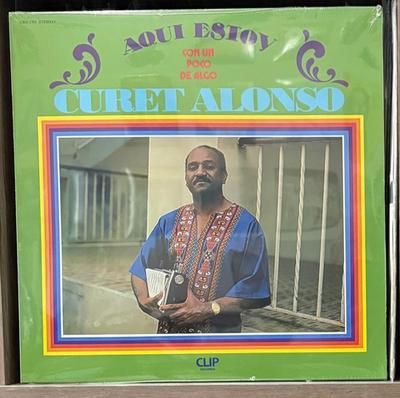 AQUI ESTOY
CON UN
POCO
DE ALGO
CURET ALONSO
CLIP